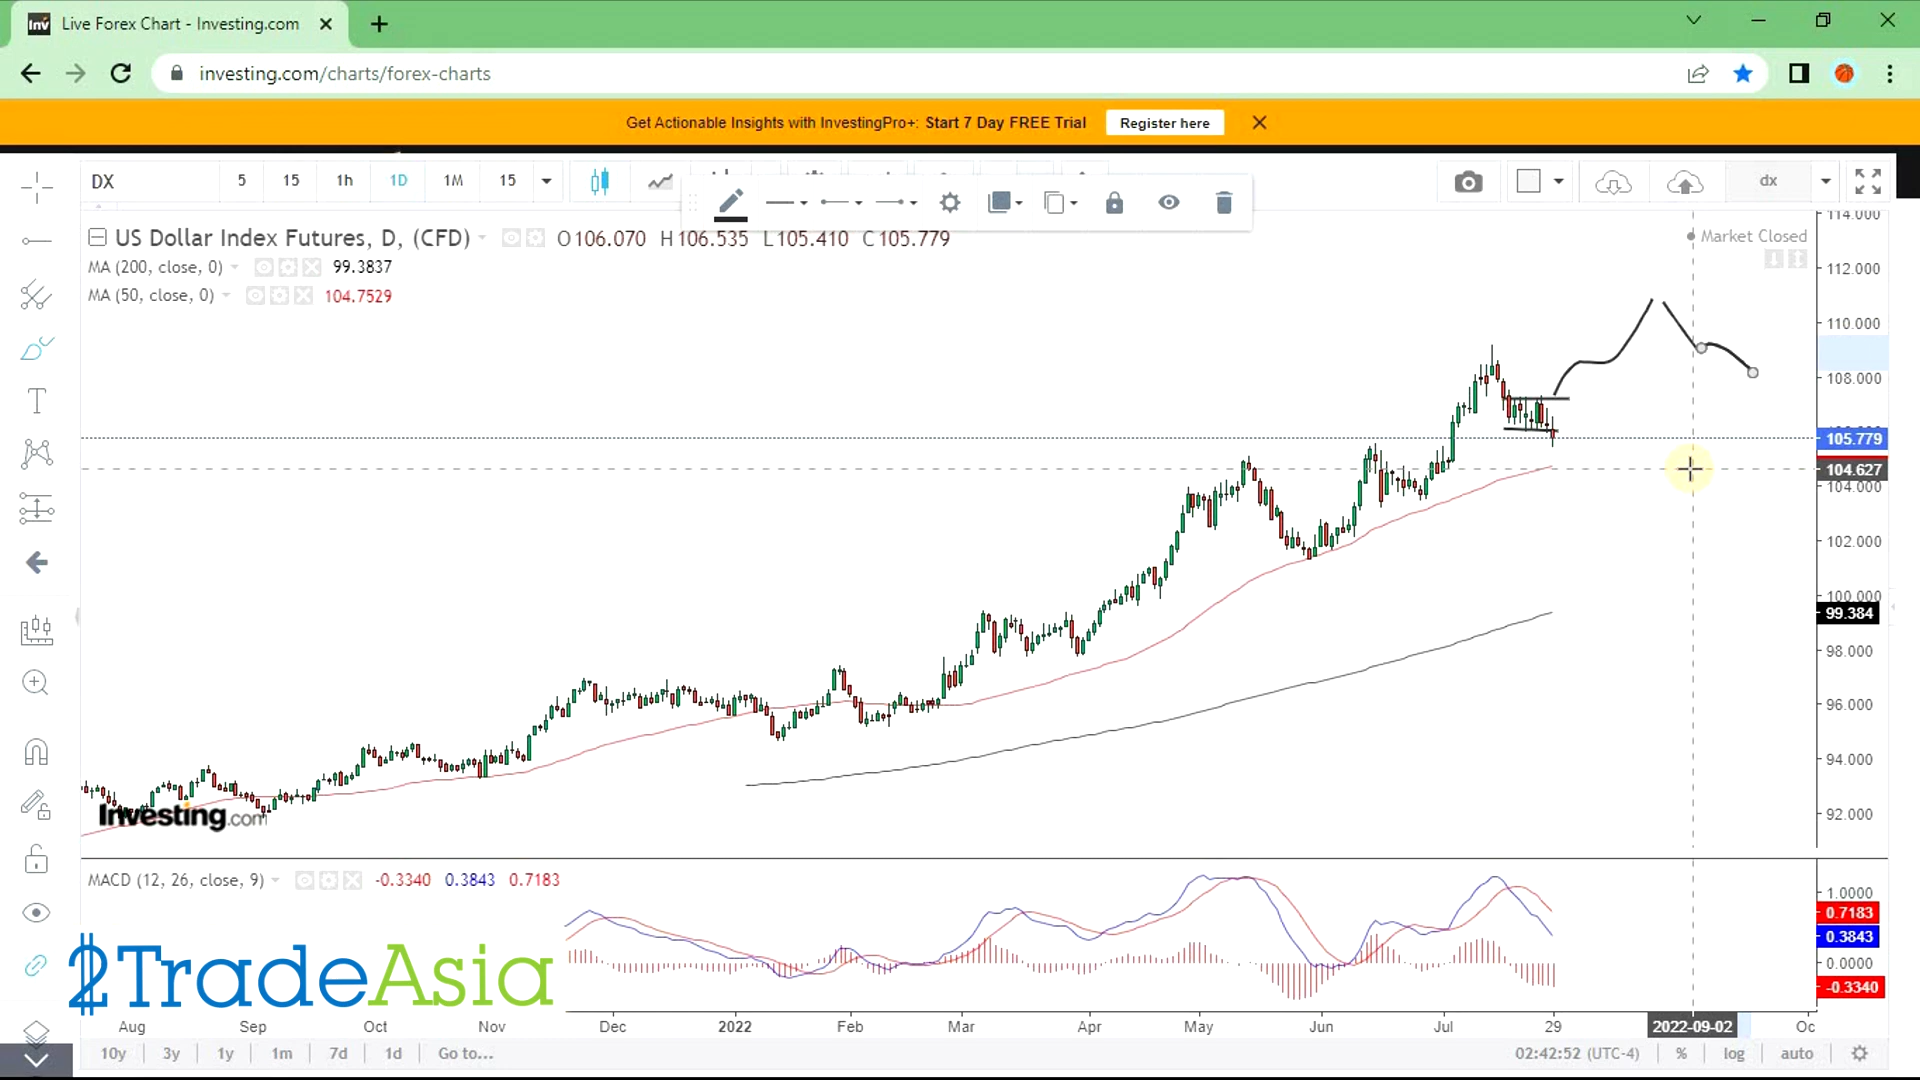 Inv Live Forex Chart - Investing.com
investing.com/charts/forex-charts
Get Actionable Insights with InvestingPro+: Start 7 Day FREE Trial Register here
DX 5 15 1h 1D 1M 15 dx
US Dollar Index Futures, D, (CFD) O106.070 H106.535 L105.410 C105.779
Market Closed
MA (200, close, 0) 99.3837
MA (50, close, 0) 104.7529
114.000
112.000
110.000
108.000
105.779
104.627
104.000
102.000
100.000
99.384
98.000
96.000
94.000
92.000
Investing.com
MACD (12, 26, close, 9) -0.3340 0.3843 0.7183
1.0000
0.7183
0.3843
0.0000
-0.3340
2TradeAsia
Aug Sep Oct Nov Dec 2022 Feb Mar Apr May Jun Jul 29 2022-09-02 Oc
10y 3y 1y 1m 7d 1d Go to... 02:42:52 (UTC-4) % log auto